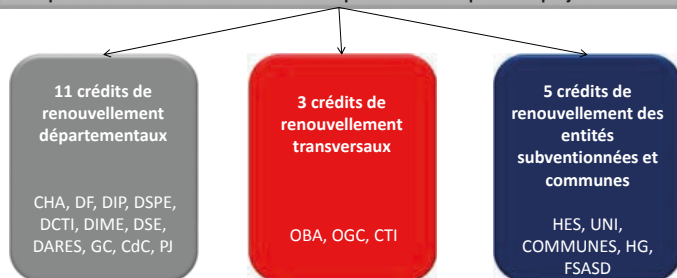 11 crédits de
renouvellement
départementaux
CHA, DF, DIP, DSPE,
DCTI, DIME, DSE,
DARES, GC, CdC, PJ
3 crédits de
renouvellement
transversaux
OBA, OGC, CTI
5 crédits de
renouvellement des
entités
subventionnées et
communes
HES, UNI,
COMMUNES, HG,
FSASD